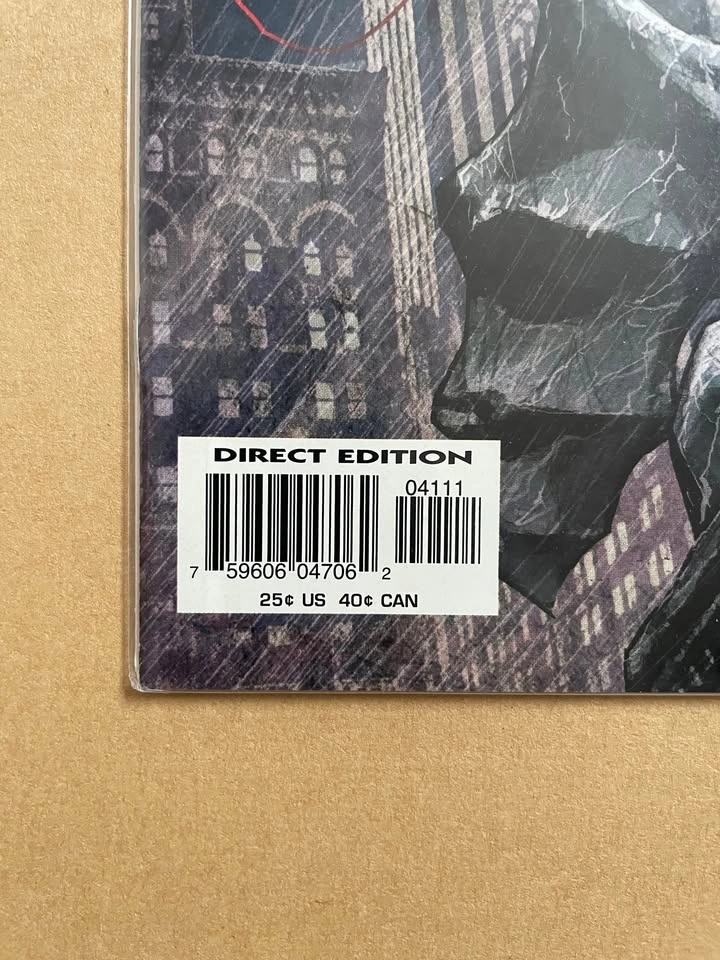 DIRECT EDITION
04111
7 59606 04706 2
25¢ US 40¢ CAN